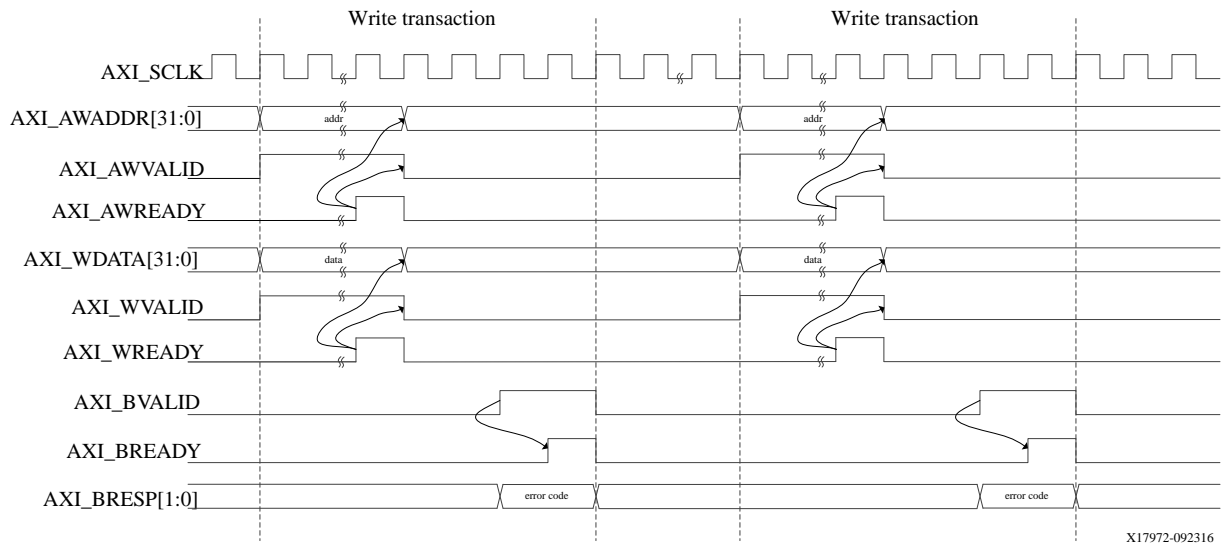 Write transaction Write transaction
AXI_SCLK
AXI_AWADDR[31:0] addr addr
AXI_AWVALID
AXI_AWREADY
AXI_WDATA[31:0] data data
AXI_WVALID
AXI_WREADY
AXI_BVALID
AXI_BREADY
AXI_BRESP[1:0] error code error code
X17972-092316